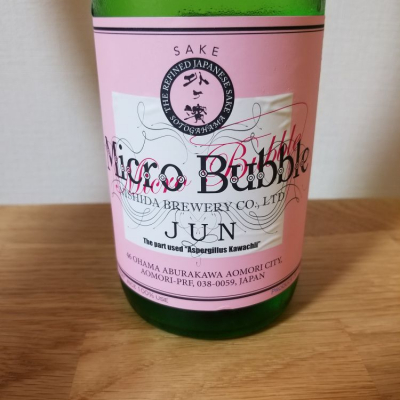 SAKE
THE REFINED JAPANESE SAKE
外ヶ濱
SOTOGAHAMA
Micro Bubble
Micro Bubble
NISHIDA BREWERY CO., LTD
JUN
The part used "Aspergillus Kawachii"
46 OHAMA ABURAKAWA AOMORI CITY,
AOMORI-PRF, 038-0059, JAPAN